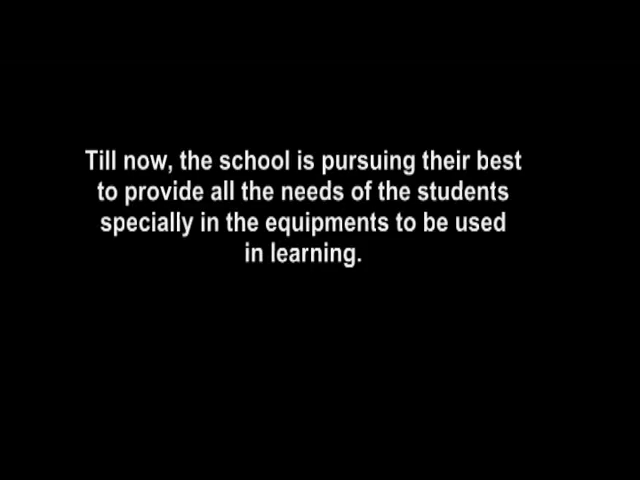 Till now, the school is pursuing their best
to provide all the needs of the students
specially in the equipments to be used
in learning.